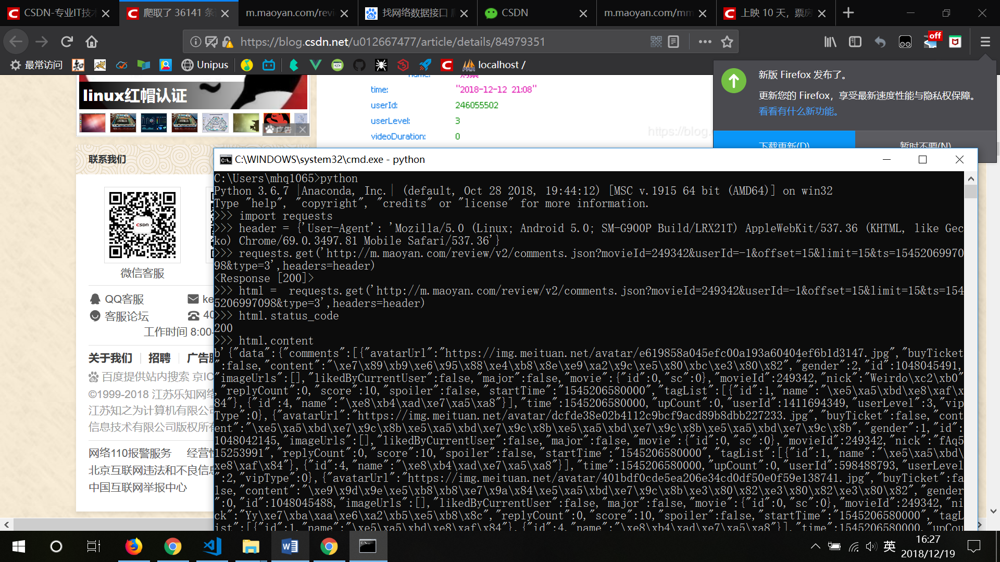 CSDN-专业IT技术
爬取了 36141 条
m.maoyan.com/revi
找网络数据接口
CSDN
m.maoyan.com/mm
上映 10 天，票房
https://blog.csdn.net/u012667477/article/details/84979351
off
最常访问
Unipus
localhost /
新版 Firefox 发布了。
更新您的 Firefox，享受最新速度性能与隐私权保障。
看看有什么新功能。
下载更新(D)
暂时不要(N)
linux红帽认证
广告
name:
time: "2018-12-12 21:08"
userId: 246055502
userLevel: 3
videoDuration: 0
https://blog.
联系我们
CSDN
微信客服
QQ客服
ke
客服论坛
40
工作时间 8:00-
关于我们 招聘 广告服
百度提供站内搜索 京IC
©1999-2018 江苏乐知网络
江苏知之为计算机有限公司
信息技术有限公司版权所有
网络110报警服务 经营性
北京互联网违法和不良信息
中国互联网举报中心
C:\WINDOWS\system32\cmd.exe - python
C:\Users\mhq1065>python
Python 3.6.7 |Anaconda, Inc.| (default, Oct 28 2018, 19:44:12) [MSC v.1915 64 bit (AMD64)] on win32
Type "help", "copyright", "credits" or "license" for more information.
>>> import requests
>>> header = {'User-Agent': 'Mozilla/5.0 (Linux; Android 5.0; SM-G900P Build/LRX21T) AppleWebKit/537.36 (KHTML, like Gec
ko) Chrome/69.0.3497.81 Mobile Safari/537.36'}
>>> requests.get('http://m.maoyan.com/review/v2/comments.json?movieId=249342&userId=-1&offset=15&limit=15&ts=15452069970
98&type=3',headers=header)
<Response [200]>
>>> html =  requests.get('http://m.maoyan.com/review/v2/comments.json?movieId=249342&userId=-1&offset=15&limit=15&ts=154
5206997098&type=3',headers=header)
>>> html.status_code
200
>>> html.content
b'{"data":{"comments":[{"avatarUrl":"https://img.meituan.net/avatar/e619858a045efc00a193a60404ef6b1d3147.jpg","buyTicket
":false,"content":"\xe7\x89\xb9\xe6\x95\x88\xe4\xb8\x8e\xe9\xa2\x9c\xe5\x80\xbc\xe3\x80\x82","gender":2,"id":1048045491,
"imageUrls":[],"likedByCurrentUser":false,"major":false,"movie":{"id":0,"sc":0},"movieId":249342,"nick":"Weirdo\xc2\xb0"
,"replyCount":0,"score":10,"spoiler":false,"startTime":"1545206580000","tagList":[{"id":1,"name":"\xe5\xa5\xbd\xe8\xaf\x
84"},{"id":4,"name":"\xe8\xb4\xad\xe7\xa5\xa8"}],"time":1545206580000,"upCount":0,"userId":1411694349,"userLevel":3,"vip
Type":0},{"avatarUrl":"https://img.meituan.net/avatar/dcfde38e02b4112c9bcf9acd89b8dbb227233.jpg","buyTicket":false,"cont
ent":"\xe5\xa5\xbd\xe7\x9c\x8b\xe5\xa5\xbd\xe7\x9c\x8b\xe5\xa5\xbd\xe7\x9c\x8b\xe5\xa5\xbd\xe7\x9c\x8b","gender":1,"id":
1048042145,"imageUrls":[],"likedByCurrentUser":false,"major":false,"movie":{"id":0,"sc":0},"movieId":249342,"nick":"fAq5
15253991","replyCount":0,"score":10,"spoiler":false,"startTime":"1545206580000","tagList":[{"id":1,"name":"\xe5\xa5\xbd\
xe8\xaf\x84"},{"id":4,"name":"\xe8\xb4\xad\xe7\xa5\xa8"}],"time":1545206580000,"upCount":0,"userId":598488793,"userLevel
":2,"vipType":0},{"avatarUrl":"https://img.meituan.net/avatar/401bdf0cde5ea206e34cd0df50e0f59e138741.jpg","buyTicket":fa
lse,"content":"\xe9\x9d\x9e\xe5\xb8\xb8\xe7\x9a\x84\xe5\xa5\xbd\xe7\x9c\x8b\xe3\x80\x82\xe3\x80\x82\xe3\x80\x82","gender
":0,"id":1048045488,"imageUrls":[],"likedByCurrentUser":false,"major":false,"movie":{"id":0,"sc":0},"movieId":249342,"ni
ck":"Yy\xe7\xba\xaa\xe6\xa2\xb5\xe5\xb8\x8c","replyCount":0,"score":10,"spoiler":false,"startTime":"1545206580000","tagL
ist":[{"id":1,"name":"\xe5\xa5\xbd\xe8\xaf\x84"},{"id":4,"name":"\xe8\xb4\xad\xe7\xa5\xa8"}],"time":1545206580000,"upCou
英
16:27
2018/12/19